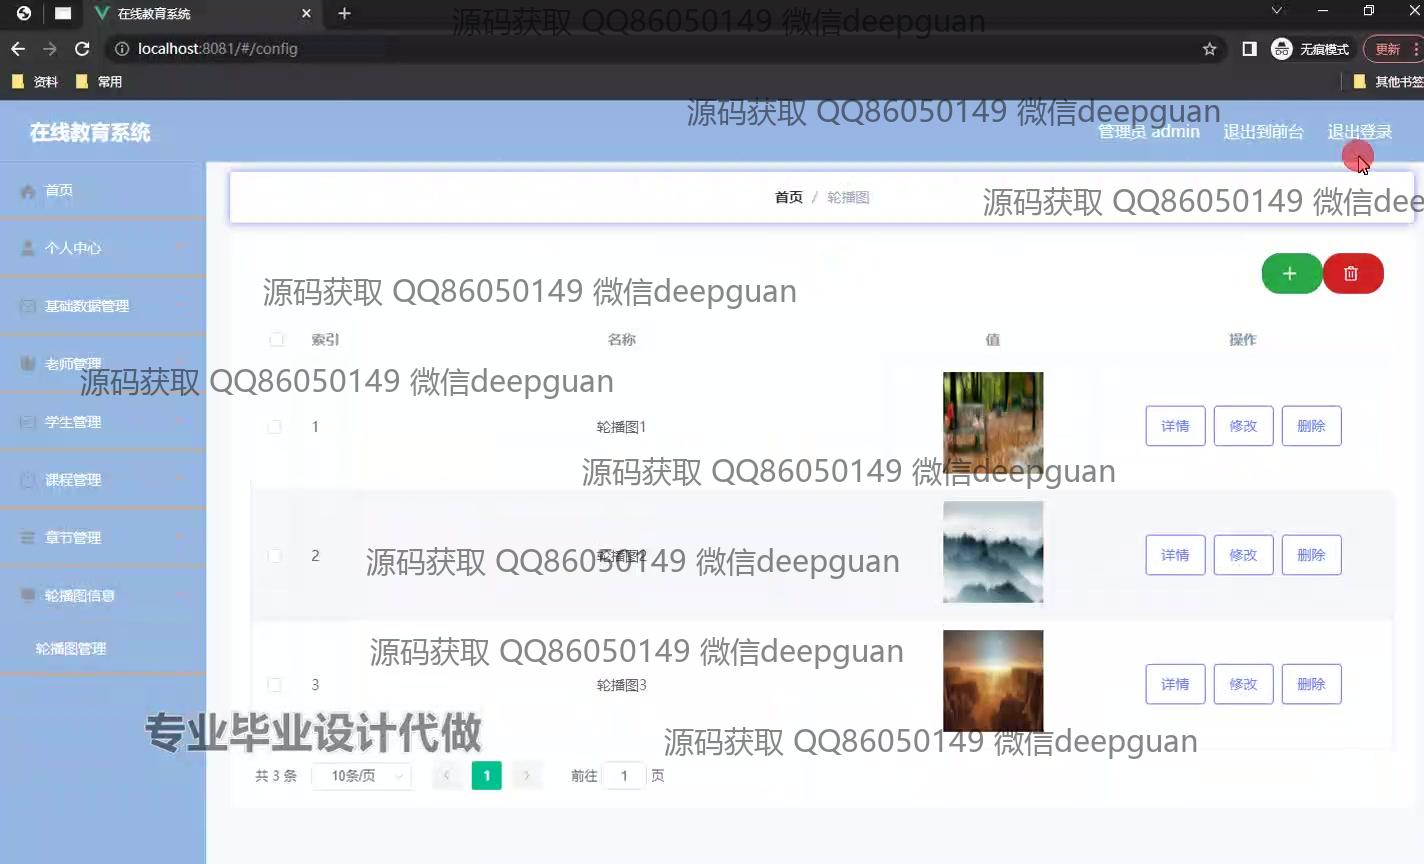 在线教育系统
源码获取 QQ86050149 微信deepguan
localhost:8081/#/config
无痕模式
更新
资料
常用
其他书签
源码获取 QQ86050149 微信deepguan
在线教育系统
管理员 admin
退出到前台
退出登录
首页
首页 / 轮播图
源码获取 QQ86050149 微信dee
个人中心
源码获取 QQ86050149 微信deepguan
基础数据管理
索引
名称
值
操作
老师管理
源码获取 QQ86050149 微信deepguan
学生管理
1
轮播图1
详情
修改
删除
源码获取 QQ86050149 微信deepguan
课程管理
章节管理
2
轮播图2
详情
修改
删除
源码获取 QQ86050149 微信deepguan
轮播图信息
轮播图管理
源码获取 QQ86050149 微信deepguan
3
轮播图3
详情
修改
删除
专业毕业设计代做
源码获取 QQ86050149 微信deepguan
共 3 条
10条/页
1
前往 1 页